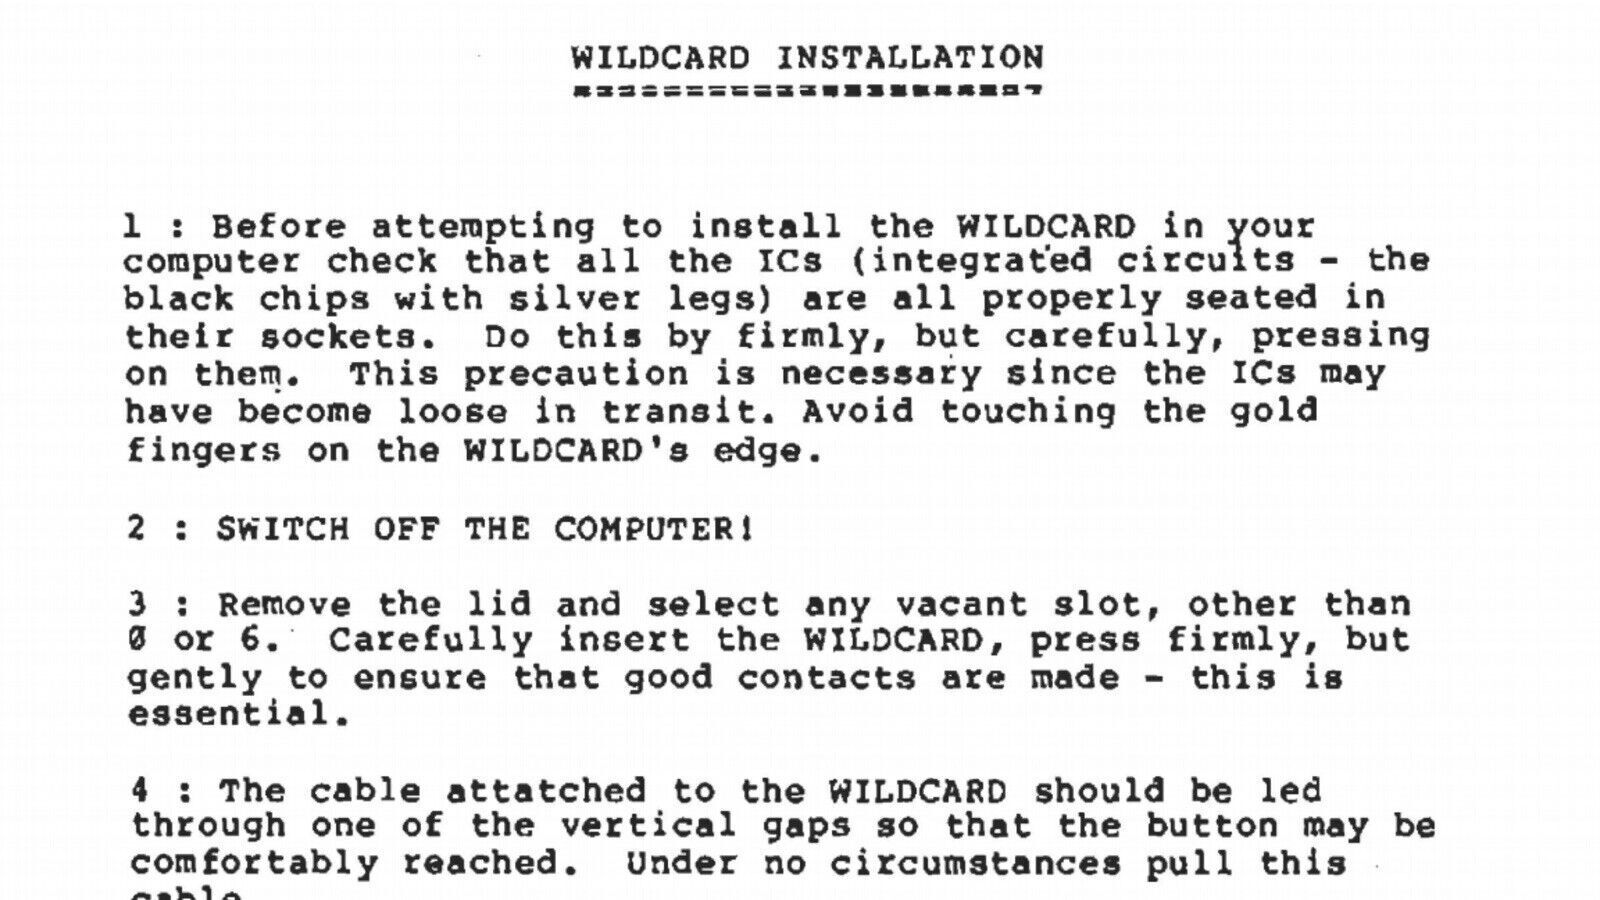 WILDCARD INSTALLATION
=====================
1 : Before attempting to install the WILDCARD in your
computer check that all the ICs (integrated circuits - the
black chips with silver legs) are all properly seated in
their sockets.  Do this by firmly, but carefully, pressing
on them.  This precaution is necessary since the ICs may
have become loose in transit. Avoid touching the gold
fingers on the WILDCARD's edge.
2 : SWITCH OFF THE COMPUTER!
3 : Remove the lid and select any vacant slot, other than
0 or 6.  Carefully insert the WILDCARD, press firmly, but
gently to ensure that good contacts are made - this is
essential.
4 : The cable attatched to the WILDCARD should be led
through one of the vertical gaps so that the button may be
comfortably reached.  Under no circumstances pull this
cable